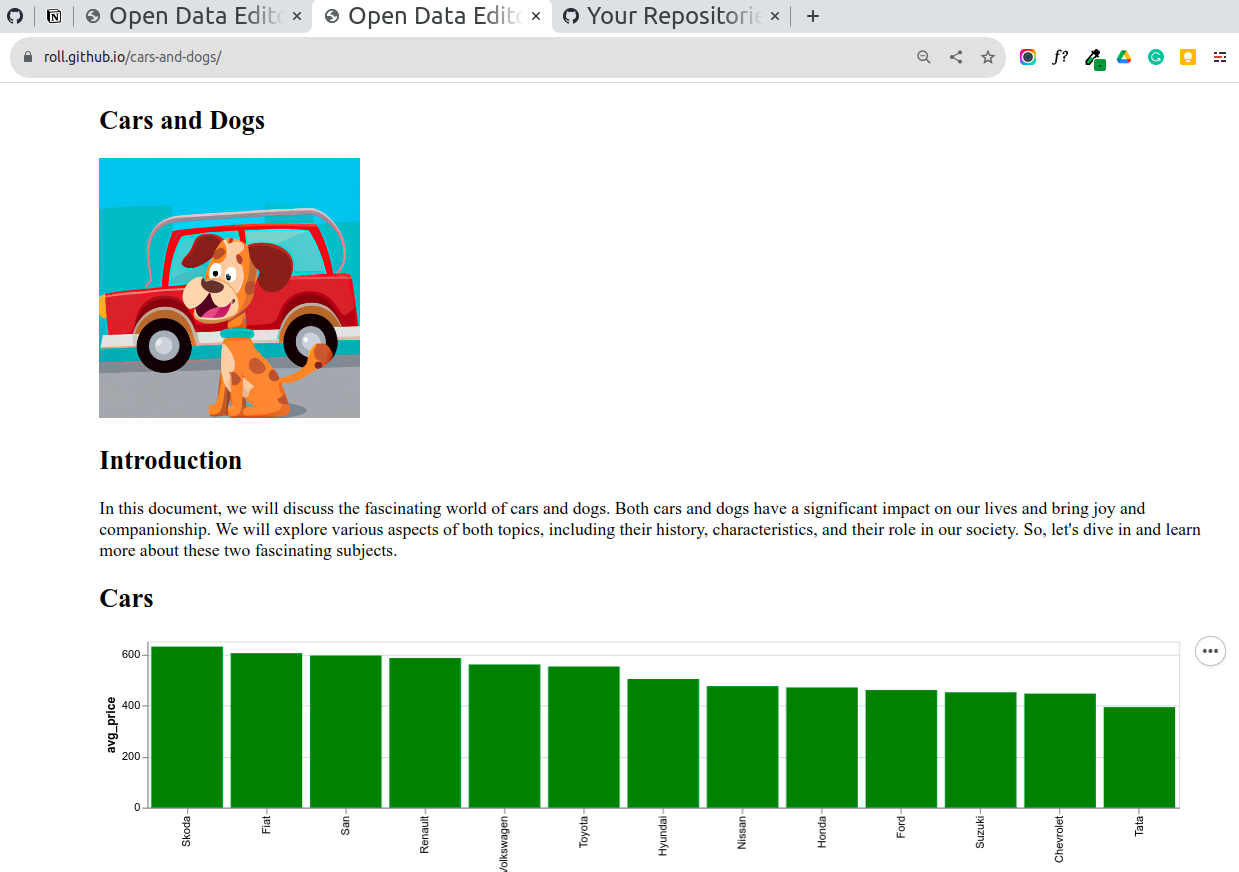 Open Data Edito
Open Data Edito
Your Repositorie
roll.github.io/cars-and-dogs/
f?
Cars and Dogs
Introduction
In this document, we will discuss the fascinating world of cars and dogs. Both cars and dogs have a significant impact on our lives and bring joy and
companionship. We will explore various aspects of both topics, including their history, characteristics, and their role in our society. So, let's dive in and learn
more about these two fascinating subjects.
Cars
avg_price
600
400
200
0
Skoda
Fiat
San
Renault
Volkswagen
Toyota
Hyundai
Nissan
Honda
Ford
Suzuki
Chevrolet
Tata